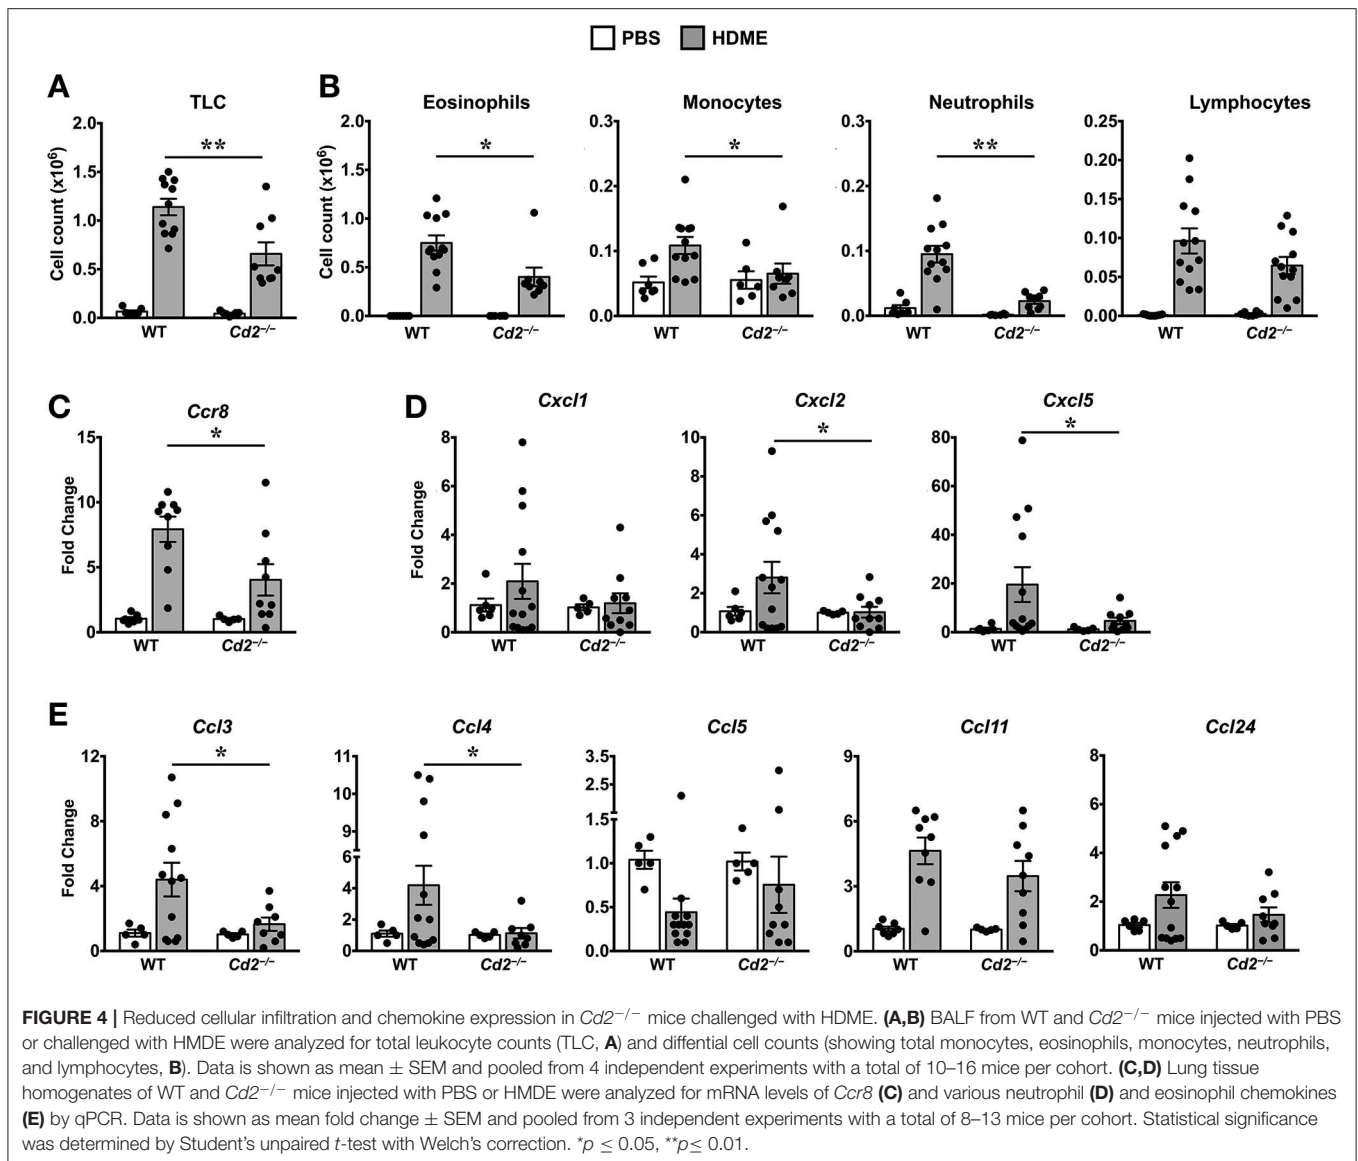 PBS HDME
A B
TLC Eosinophils Monocytes Neutrophils Lymphocytes
Cell count (x10⁶)
2.0
1.5
1.0
0.5
0.0
**
WT Cd2⁻/⁻
Cell count (x10⁶)
2.0
1.5
1.0
0.5
0.0
*
WT Cd2⁻/⁻
0.3
0.2
0.1
0.0
*
WT Cd2⁻/⁻
0.3
0.2
0.1
0.0
**
WT Cd2⁻/⁻
0.25
0.20
0.15
0.10
0.05
0.00
WT Cd2⁻/⁻
C D
Ccr8 Cxcl1 Cxcl2 Cxcl5
Fold Change
15
10
5
0
*
WT Cd2⁻/⁻
Fold Change
8
6
4
2
0
WT Cd2⁻/⁻
10
8
6
4
2
0
*
WT Cd2⁻/⁻
80
60
40
20
0
*
WT Cd2⁻/⁻
E
Ccl3 Ccl4 Ccl5 Ccl11 Ccl24
Fold Change
12
8
4
0
*
WT Cd2⁻/⁻
11
10
9
8
6
4
2
0
*
WT Cd2⁻/⁻
3.5
2.5
1.5
1.0
0.5
0.0
WT Cd2⁻/⁻
9
6
3
0
WT Cd2⁻/⁻
8
6
4
2
0
WT Cd2⁻/⁻
FIGURE 4 | Reduced cellular infiltration and chemokine expression in Cd2⁻/⁻ mice challenged with HDME. (A,B) BALF from WT and Cd2⁻/⁻ mice injected with PBS
or challenged with HMDE were analyzed for total leukocyte counts (TLC, A) and diffential cell counts (showing total monocytes, eosinophils, monocytes, neutrophils,
and lymphocytes, B). Data is shown as mean ± SEM and pooled from 4 independent experiments with a total of 10–16 mice per cohort. (C,D) Lung tissue
homogenates of WT and Cd2⁻/⁻ mice injected with PBS or HMDE were analyzed for mRNA levels of Ccr8 (C) and various neutrophil (D) and eosinophil chemokines
(E) by qPCR. Data is shown as mean fold change ± SEM and pooled from 3 independent experiments with a total of 8–13 mice per cohort. Statistical significance
was determined by Student's unpaired t-test with Welch's correction. *p ≤ 0.05, **p≤ 0.01.